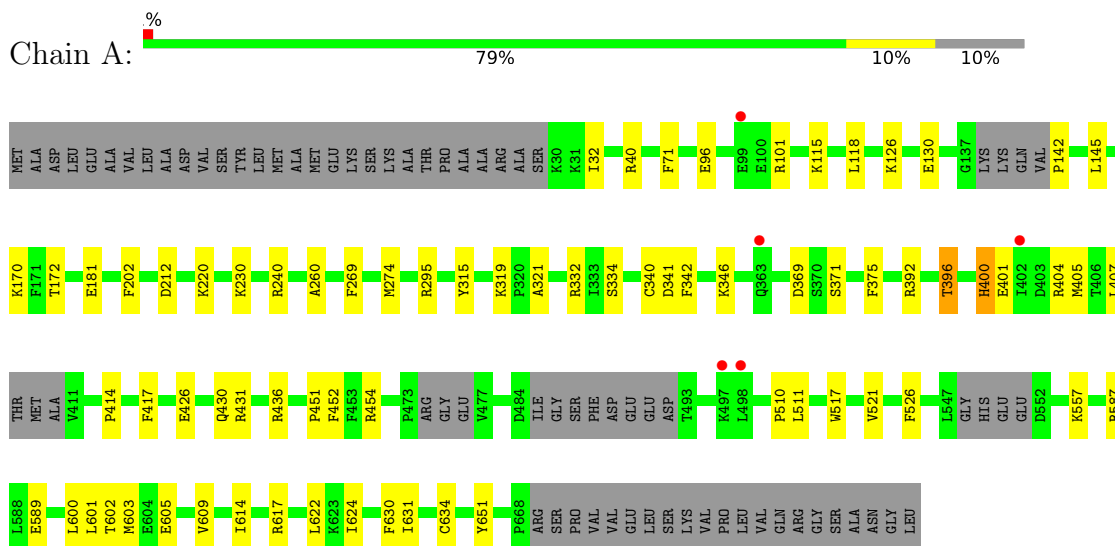 .%
Chain A:
79% 10% 10%
MET ALA ASP LEU GLU ALA VAL LEU ALA ASP VAL SER TYR LEU MET ALA MET GLU LYS SER LYS ALA THR PRO ALA ALA ARG ALA SER K30 K31 I32 R40 F71 E96 E99 E100 R101 K115 L118 K126 E130 G137 LYS LYS GLN VAL P142 L145
K170 F171 T172 E181 F202 D212 K220 K230 R240 A260 F269 M274 R295 Y315 K319 P320 A321 R332 I333 S334 C340 D341 F342 K346 Q363 D369 S370 S371 F375 R392 T396 H400 E401 I402 D403 R404 M405 T406 L407
THR MET ALA V411 P414 F417 E426 Q430 R431 R436 P451 F452 F453 R454 P473 ARG GLY GLU V477 D484 ILE GLY SER PHE ASP GLU GLU ASP T493 K497 L498 P510 L511 W517 V521 F526 L547 GLY HIS GLU GLU D552 K557
L588 E589 L600 L601 T602 M603 E604 E605 V609 I614 R617 L622 K623 I624 F630 I631 C634 Y651 P668 ARG SER PRO VAL VAL GLU LEU SER LYS VAL PRO LEU VAL GLN ARG GLY SER ALA ASN GLY LEU